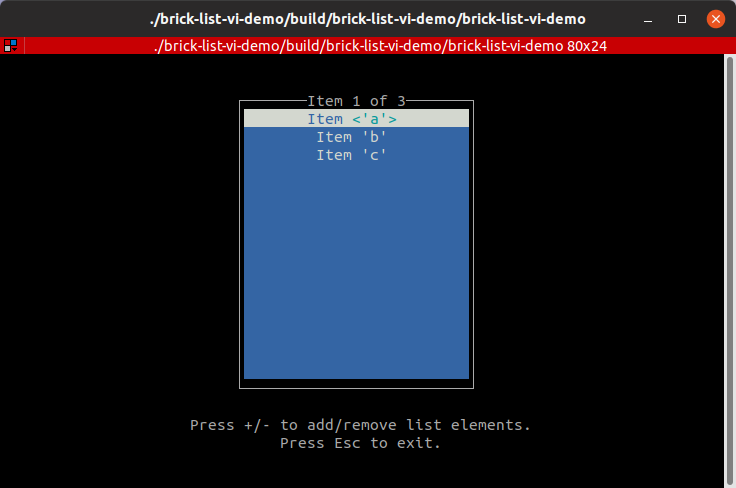 ./brick-list-vi-demo/build/brick-list-vi-demo/brick-list-vi-demo
./brick-list-vi-demo/build/brick-list-vi-demo/brick-list-vi-demo 80x24
Item 1 of 3
Item <'a'>
Item 'b'
Item 'c'
Press +/- to add/remove list elements.
Press Esc to exit.